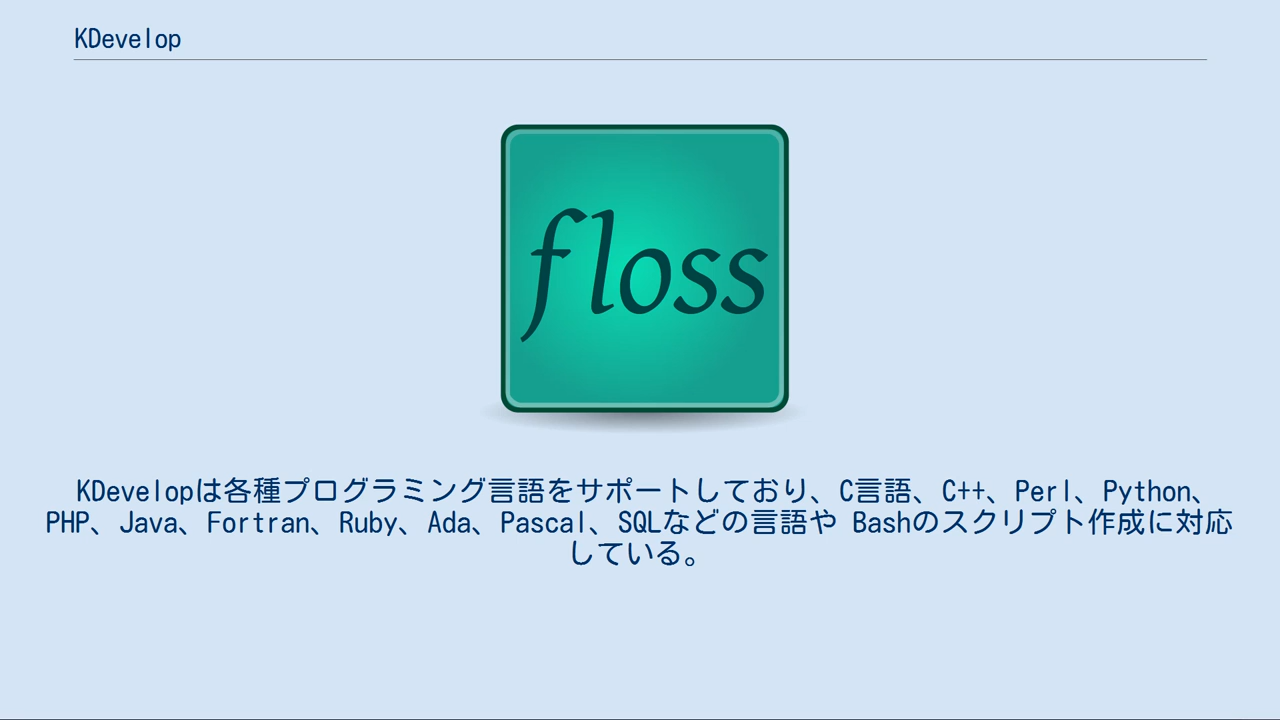 KDevelop
floss
KDevelopは各種プログラミング言語をサポートしており、C言語、C++、Perl、Python、
PHP、Java、Fortran、Ruby、Ada、Pascal、SQLなどの言語や Bashのスクリプト作成に対応
している。